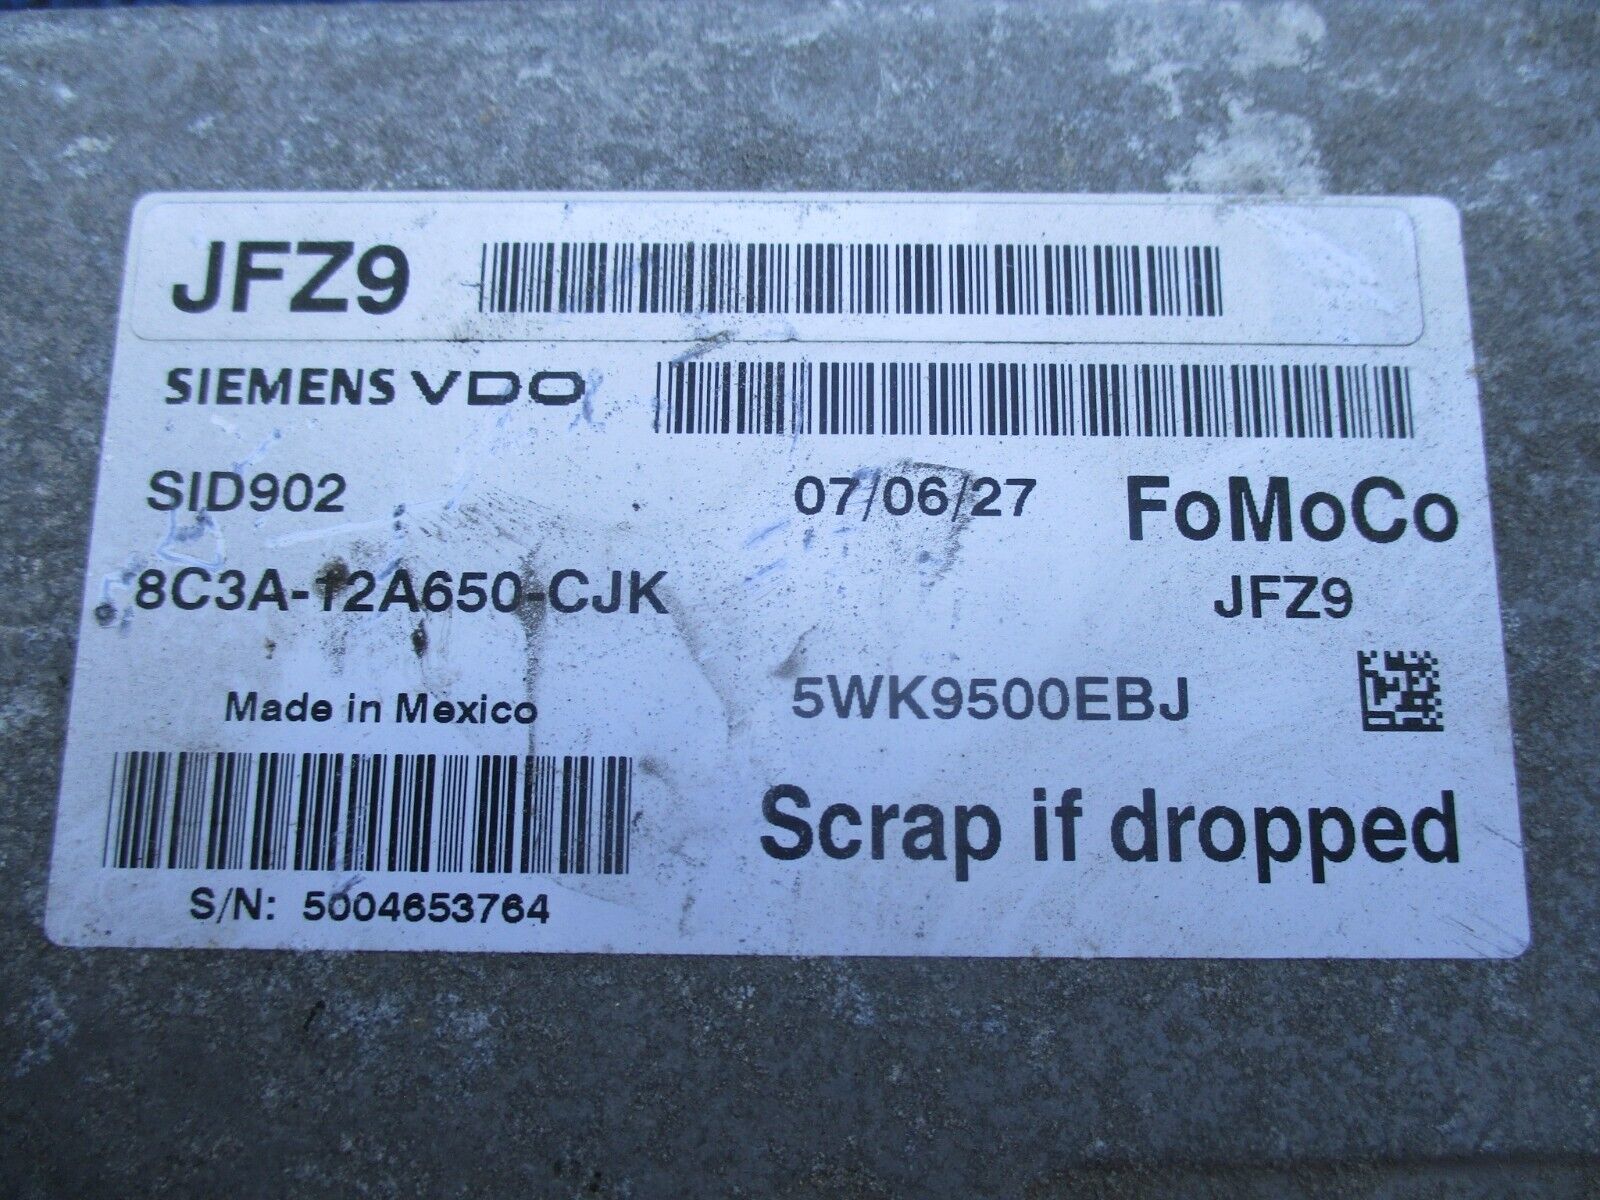 JFZ9
SIEMENS VDO
SID902 07/06/27 FoMoCo
8C3A-12A650-CJK JFZ9
Made in Mexico 5WK9500EBJ
Scrap if dropped
S/N: 5004653764